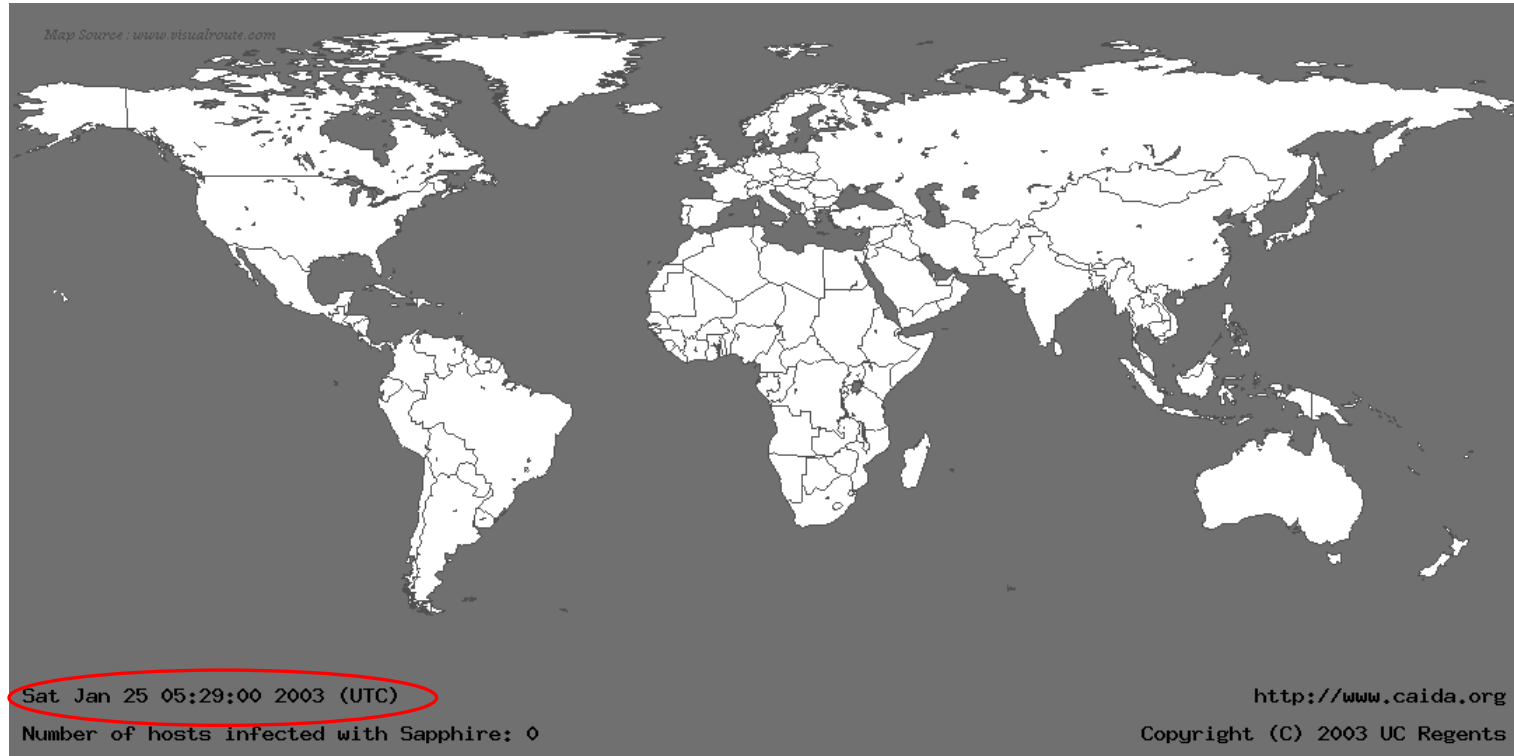 Map Source : www.visualroute.com
Sat Jan 25 05:29:00 2003 (UTC)
http://www.caida.org
Number of hosts infected with Sapphire: 0
Copyright (C) 2003 UC Regents